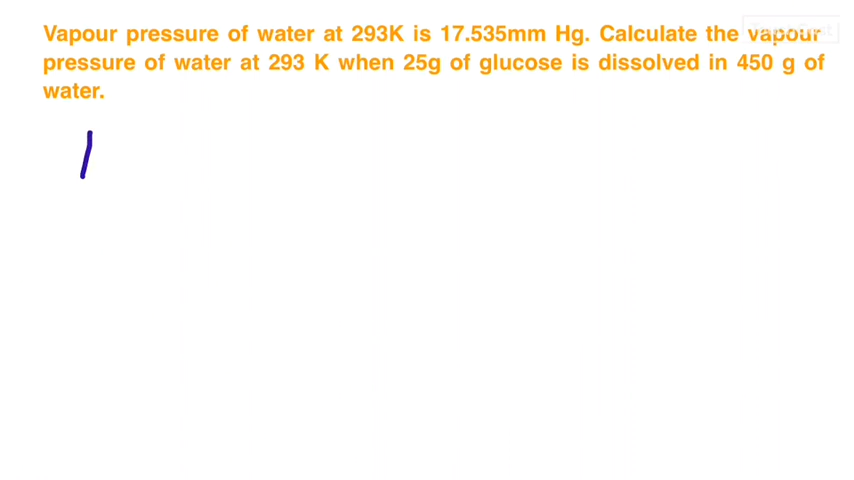 Vapour pressure of water at 293K is 17.535mm Hg. Calculate the vapour
pressure of water at 293 K when 25g of glucose is dissolved in 450 g of
water.